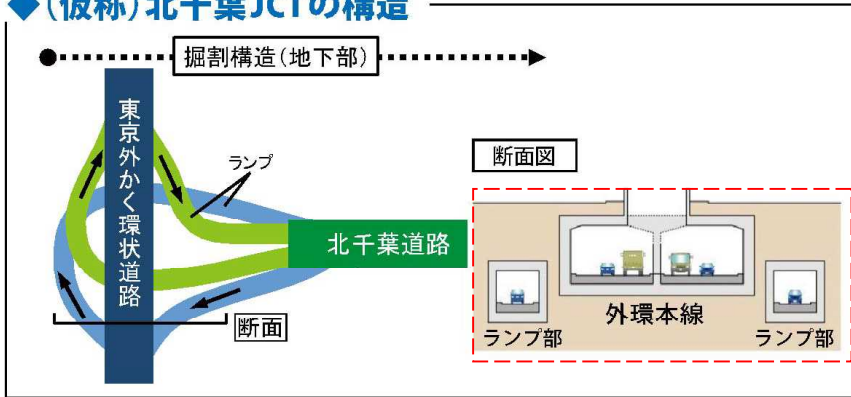 ◆(仮称)北千葉JCTの構造
掘割構造(地下部)
東京外かく環状道路
ランプ
北千葉道路
断面
断面図
外環本線
ランプ部
ランプ部